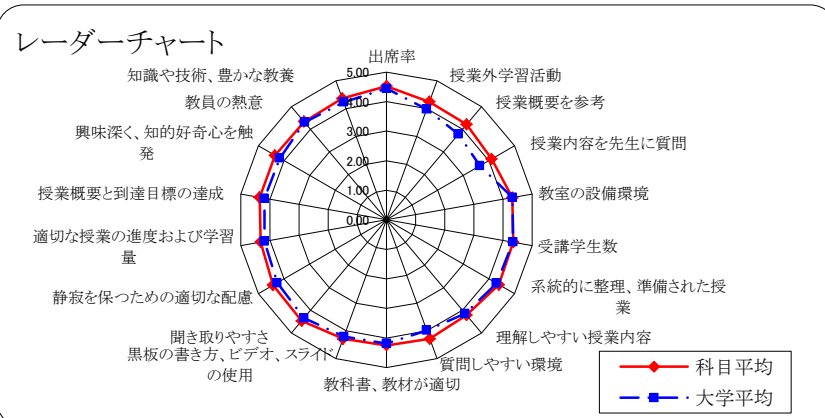 レーダーチャート
出席率
授業外学習活動
授業概要を参考
授業内容を先生に質問
教室の設備環境
受講学生数
系統的に整理、準備された授
業
理解しやすい授業内容
質問しやすい環境
教科書、教材が適切
黒板の書き方、ビデオ、スライド
の使用
聞き取りやすさ
静寂を保つための適切な配慮
適切な授業の進度および学習
量
授業概要と到達目標の達成
興味深く、知的好奇心を触
発
教員の熱意
知識や技術、豊かな教養
5.00
4.00
3.00
2.00
1.00
0.00
科目平均
大学平均